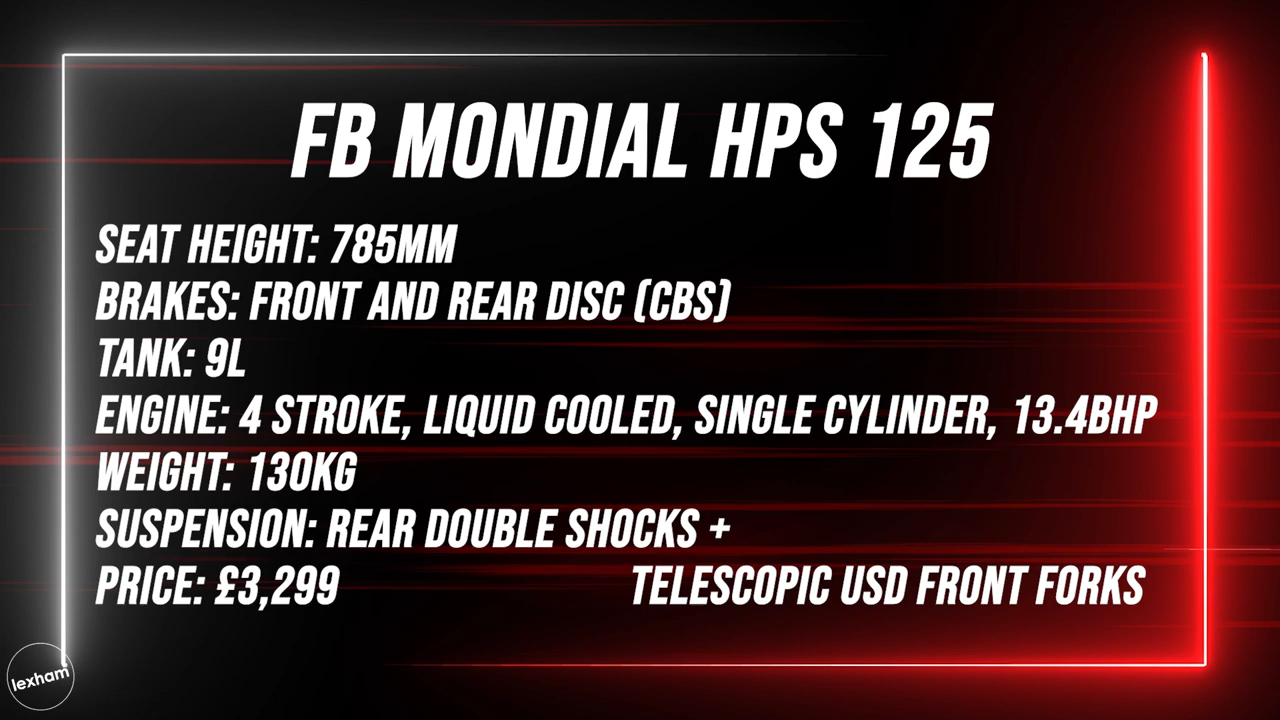 FB MONDIAL HPS 125
SEAT HEIGHT: 785MM
BRAKES: FRONT AND REAR DISC (CBS)
TANK: 9L
ENGINE: 4 STROKE, LIQUID COOLED, SINGLE CYLINDER, 13.4BHP
WEIGHT: 130KG
SUSPENSION: REAR DOUBLE SHOCKS +
TELESCOPIC USD FRONT FORKS
PRICE: £3,299
lexham